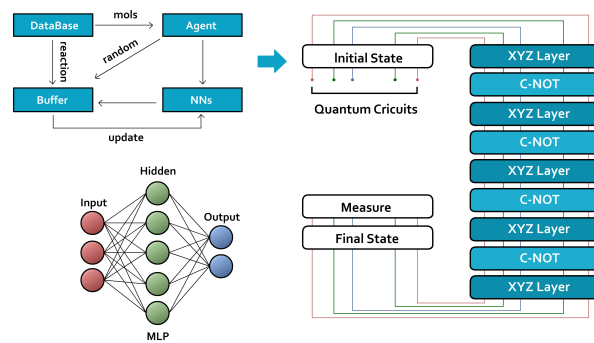 DataBase
mols
Agent
reaction
random
Buffer
NNs
update
Hidden
Input
Output
MLP
Initial State
Quantum Cricuits
Measure
Final State
XYZ Layer
C-NOT
XYZ Layer
C-NOT
XYZ Layer
C-NOT
XYZ Layer
C-NOT
XYZ Layer